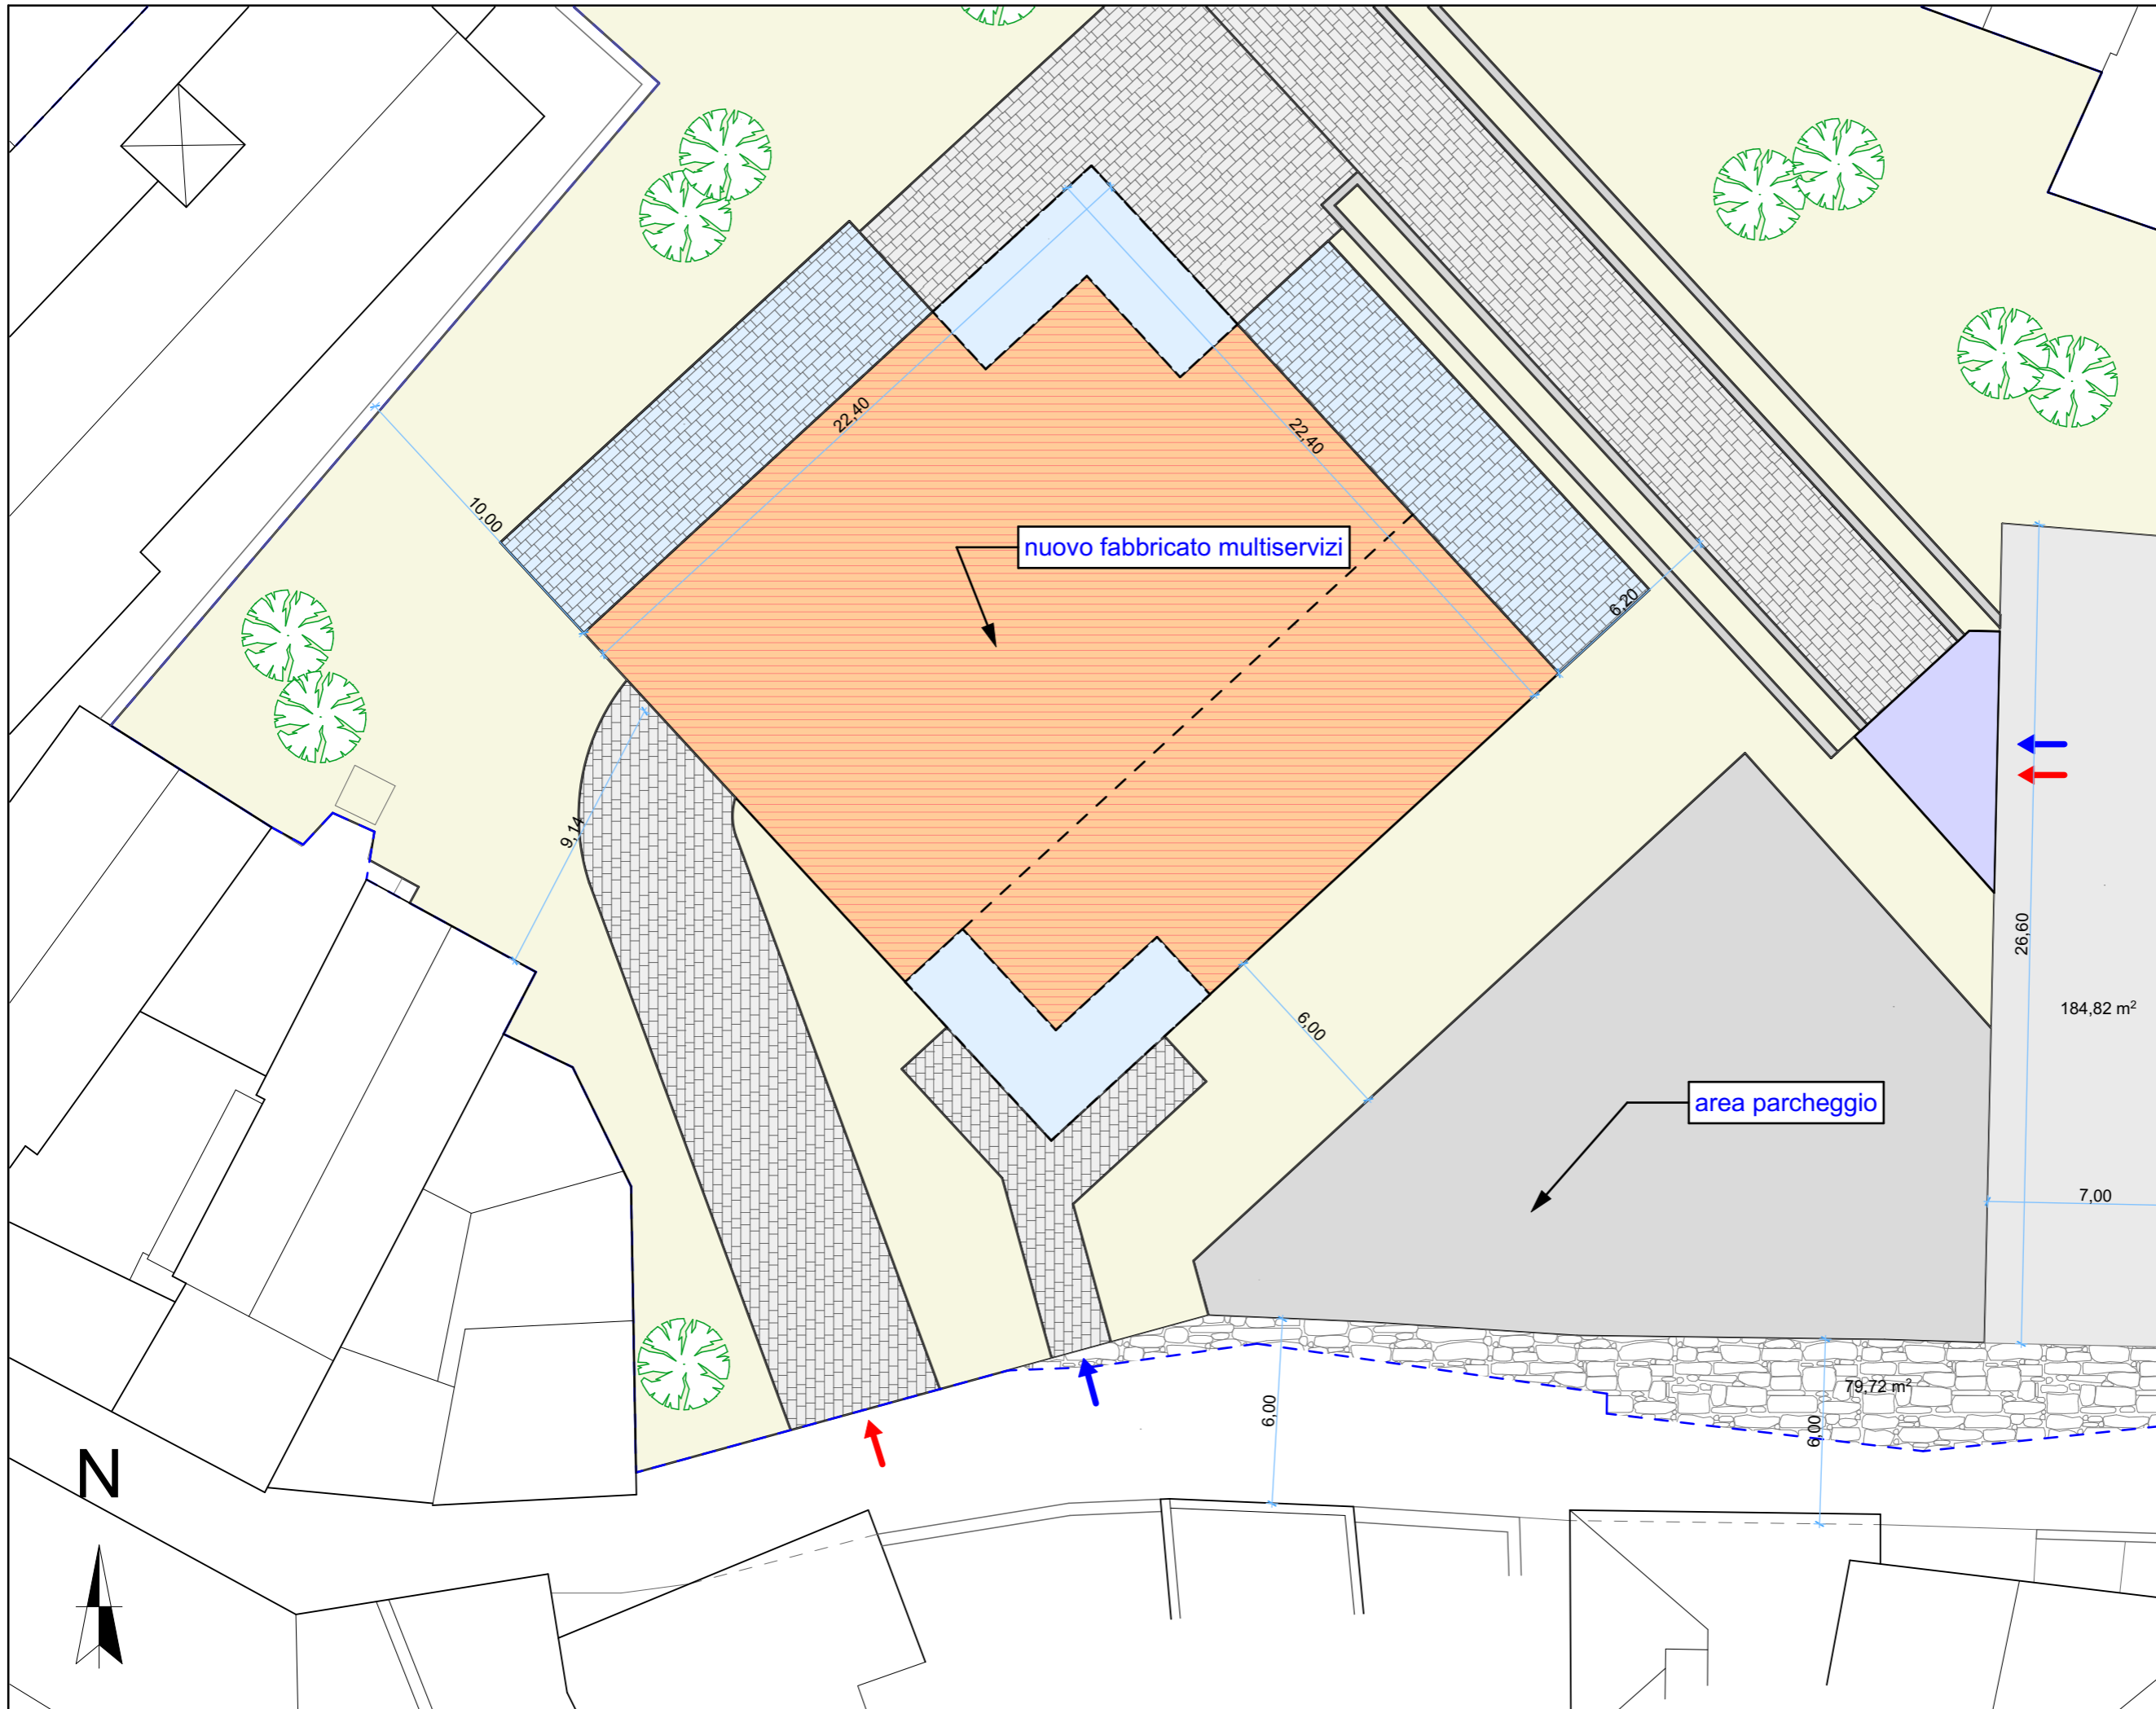 22,40
22,40
10,00
nuovo fabbricato multiservizi
6,20
9,14
26,60
184,82 m²
6,00
area parcheggio
7,00
79,72 m²
6,00
6,00
N